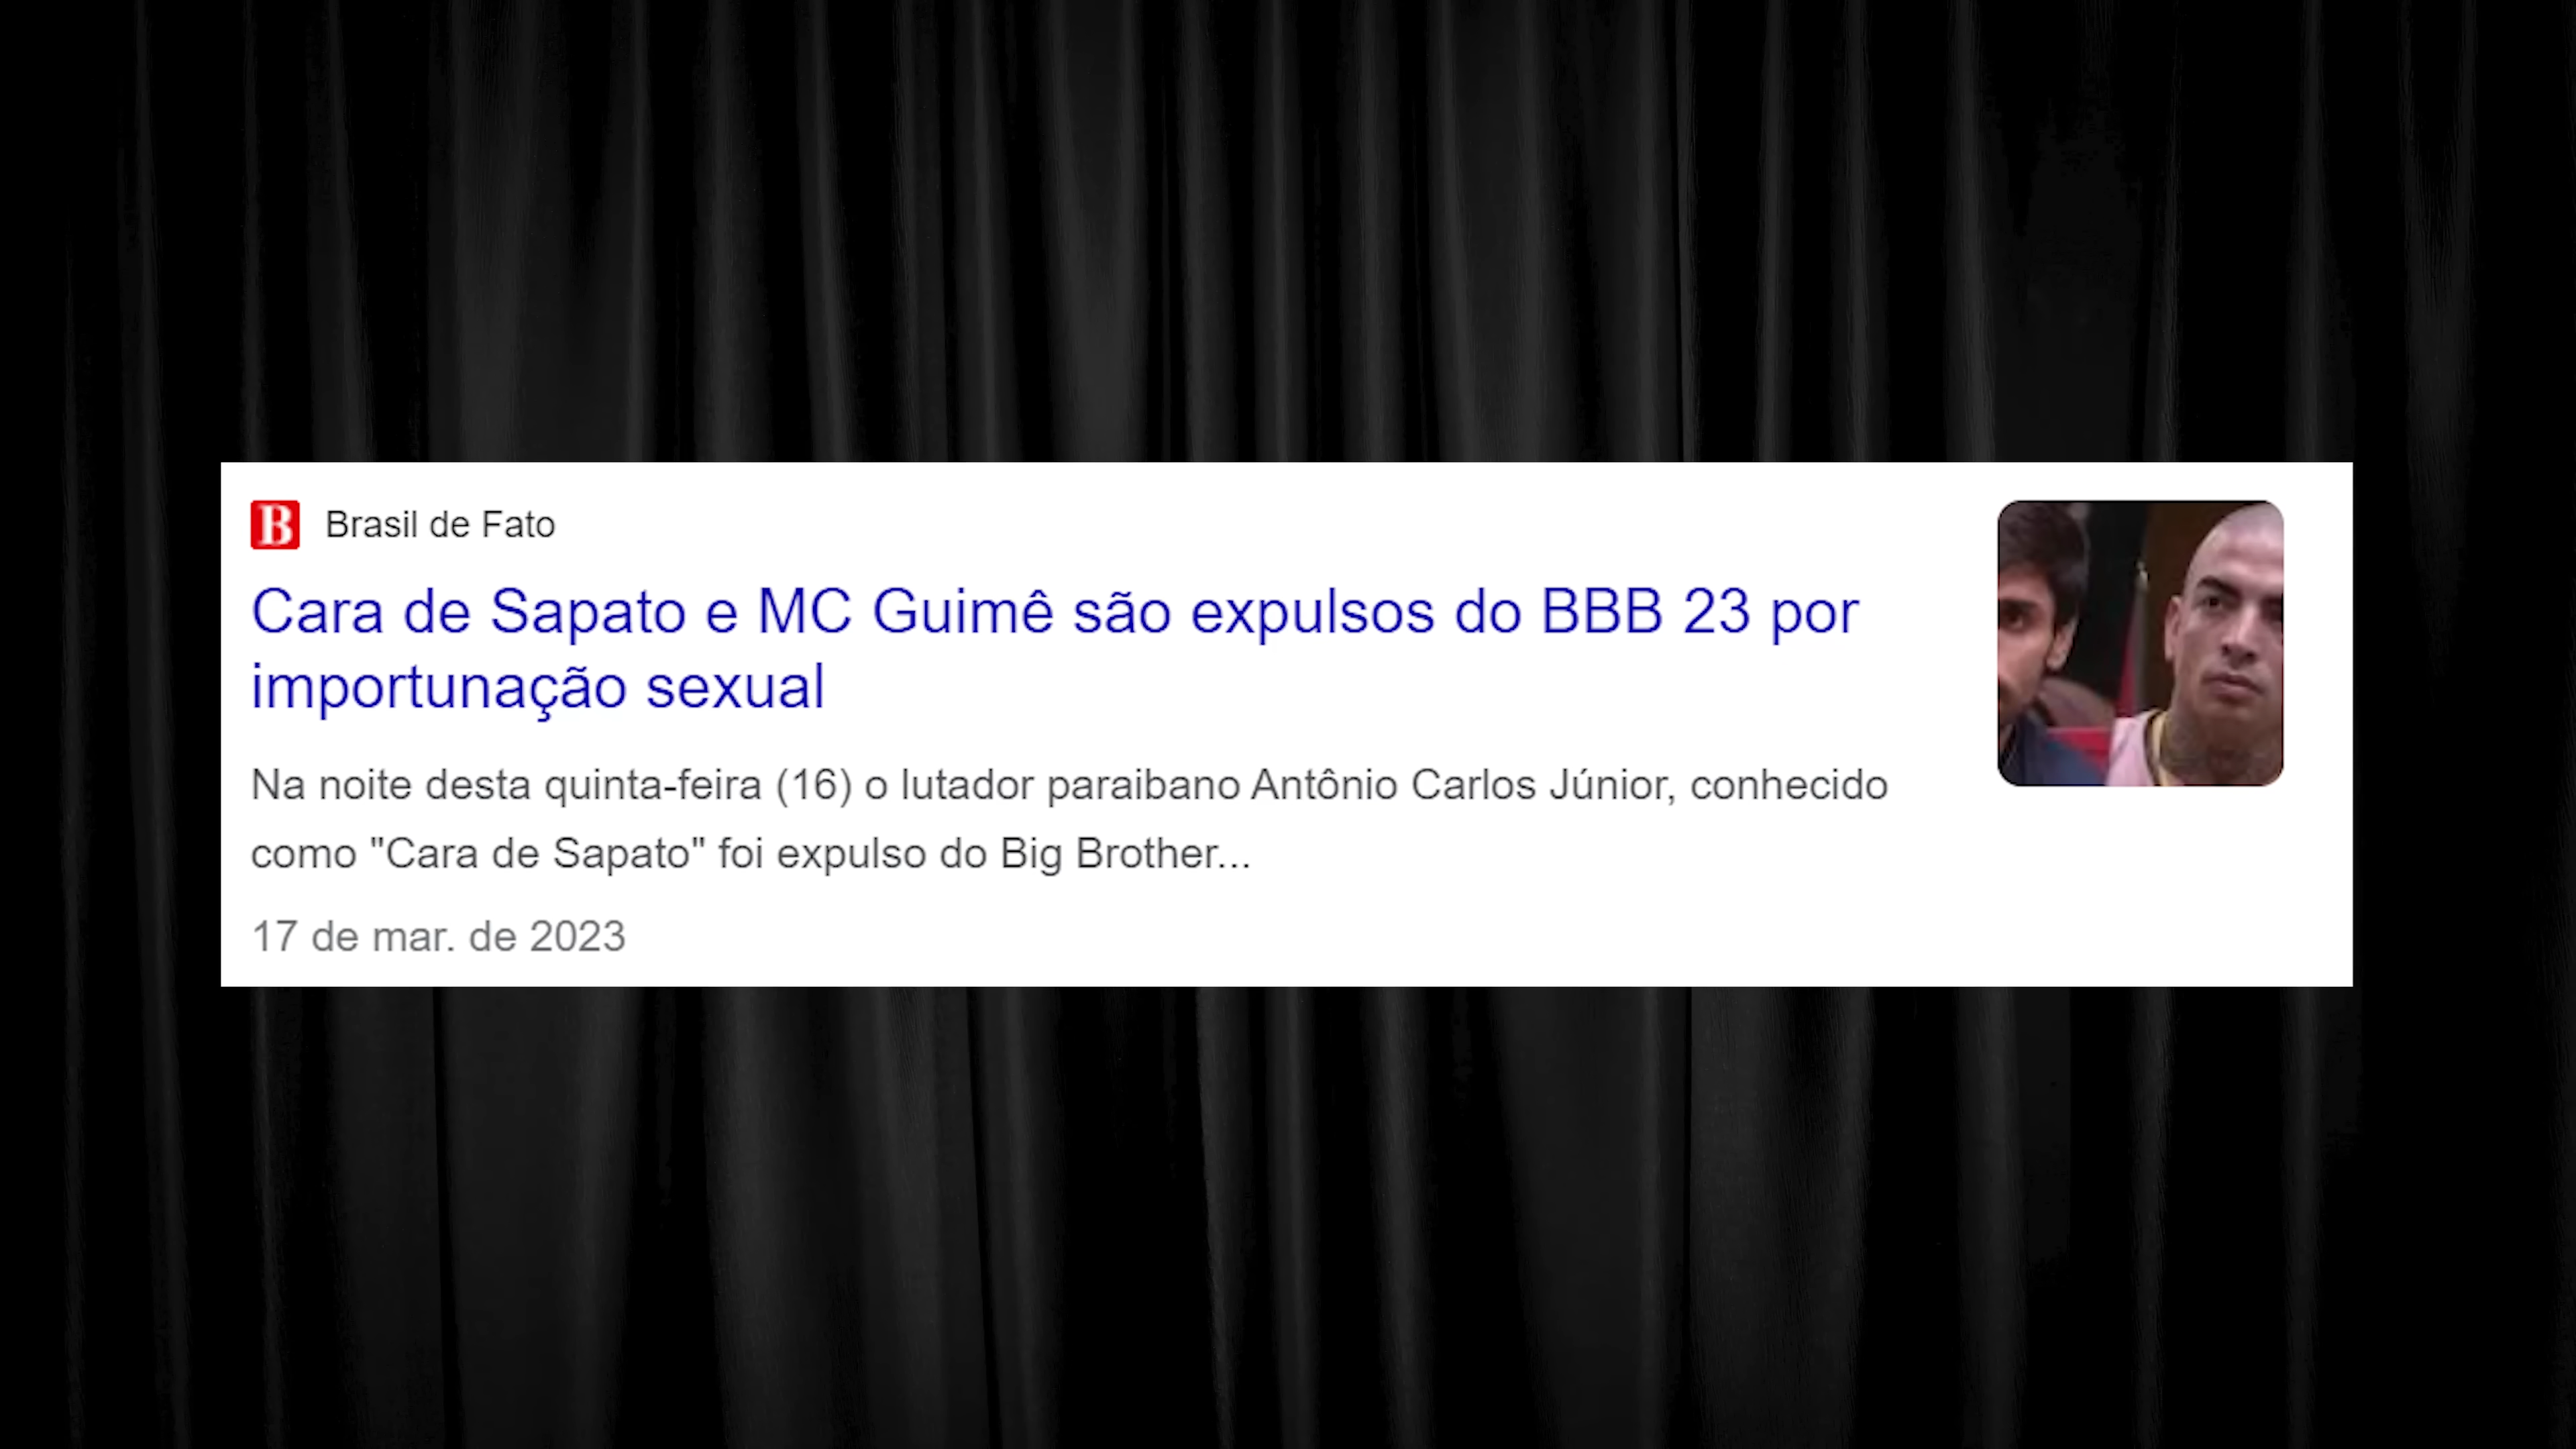 B Brasil de Fato
Cara de Sapato e MC Guimê são expulsos do BBB 23 por
importunação sexual
Na noite desta quinta-feira (16) o lutador paraibano Antônio Carlos Júnior, conhecido
como "Cara de Sapato" foi expulso do Big Brother...
17 de mar. de 2023